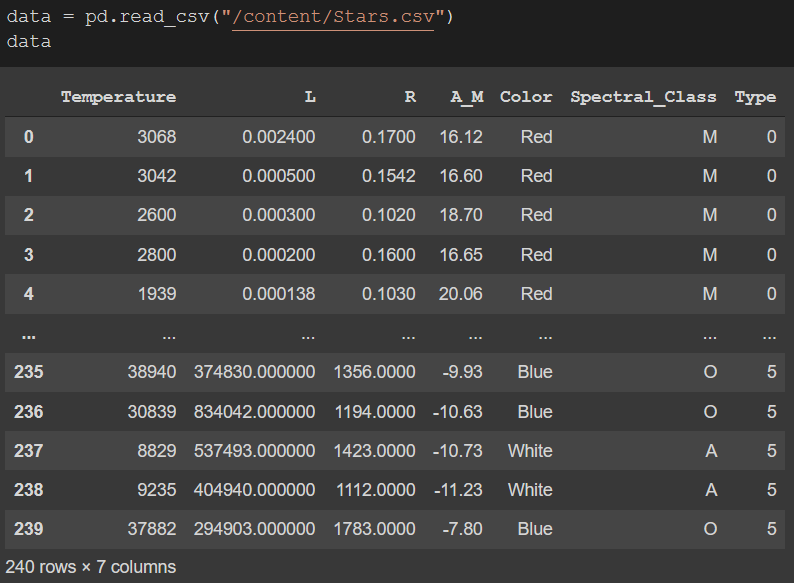 data = pd.read_csv("/content/Stars.csv")
data
Temperature L R A_M Color Spectral_Class Type
0 3068 0.002400 0.1700 16.12 Red M 0
1 3042 0.000500 0.1542 16.60 Red M 0
2 2600 0.000300 0.1020 18.70 Red M 0
3 2800 0.000200 0.1600 16.65 Red M 0
4 1939 0.000138 0.1030 20.06 Red M 0
... ... ... ... ... ... ... ...
235 38940 374830.000000 1356.0000 -9.93 Blue O 5
236 30839 834042.000000 1194.0000 -10.63 Blue O 5
237 8829 537493.000000 1423.0000 -10.73 White A 5
238 9235 404940.000000 1112.0000 -11.23 White A 5
239 37882 294903.000000 1783.0000 -7.80 Blue O 5
240 rows × 7 columns